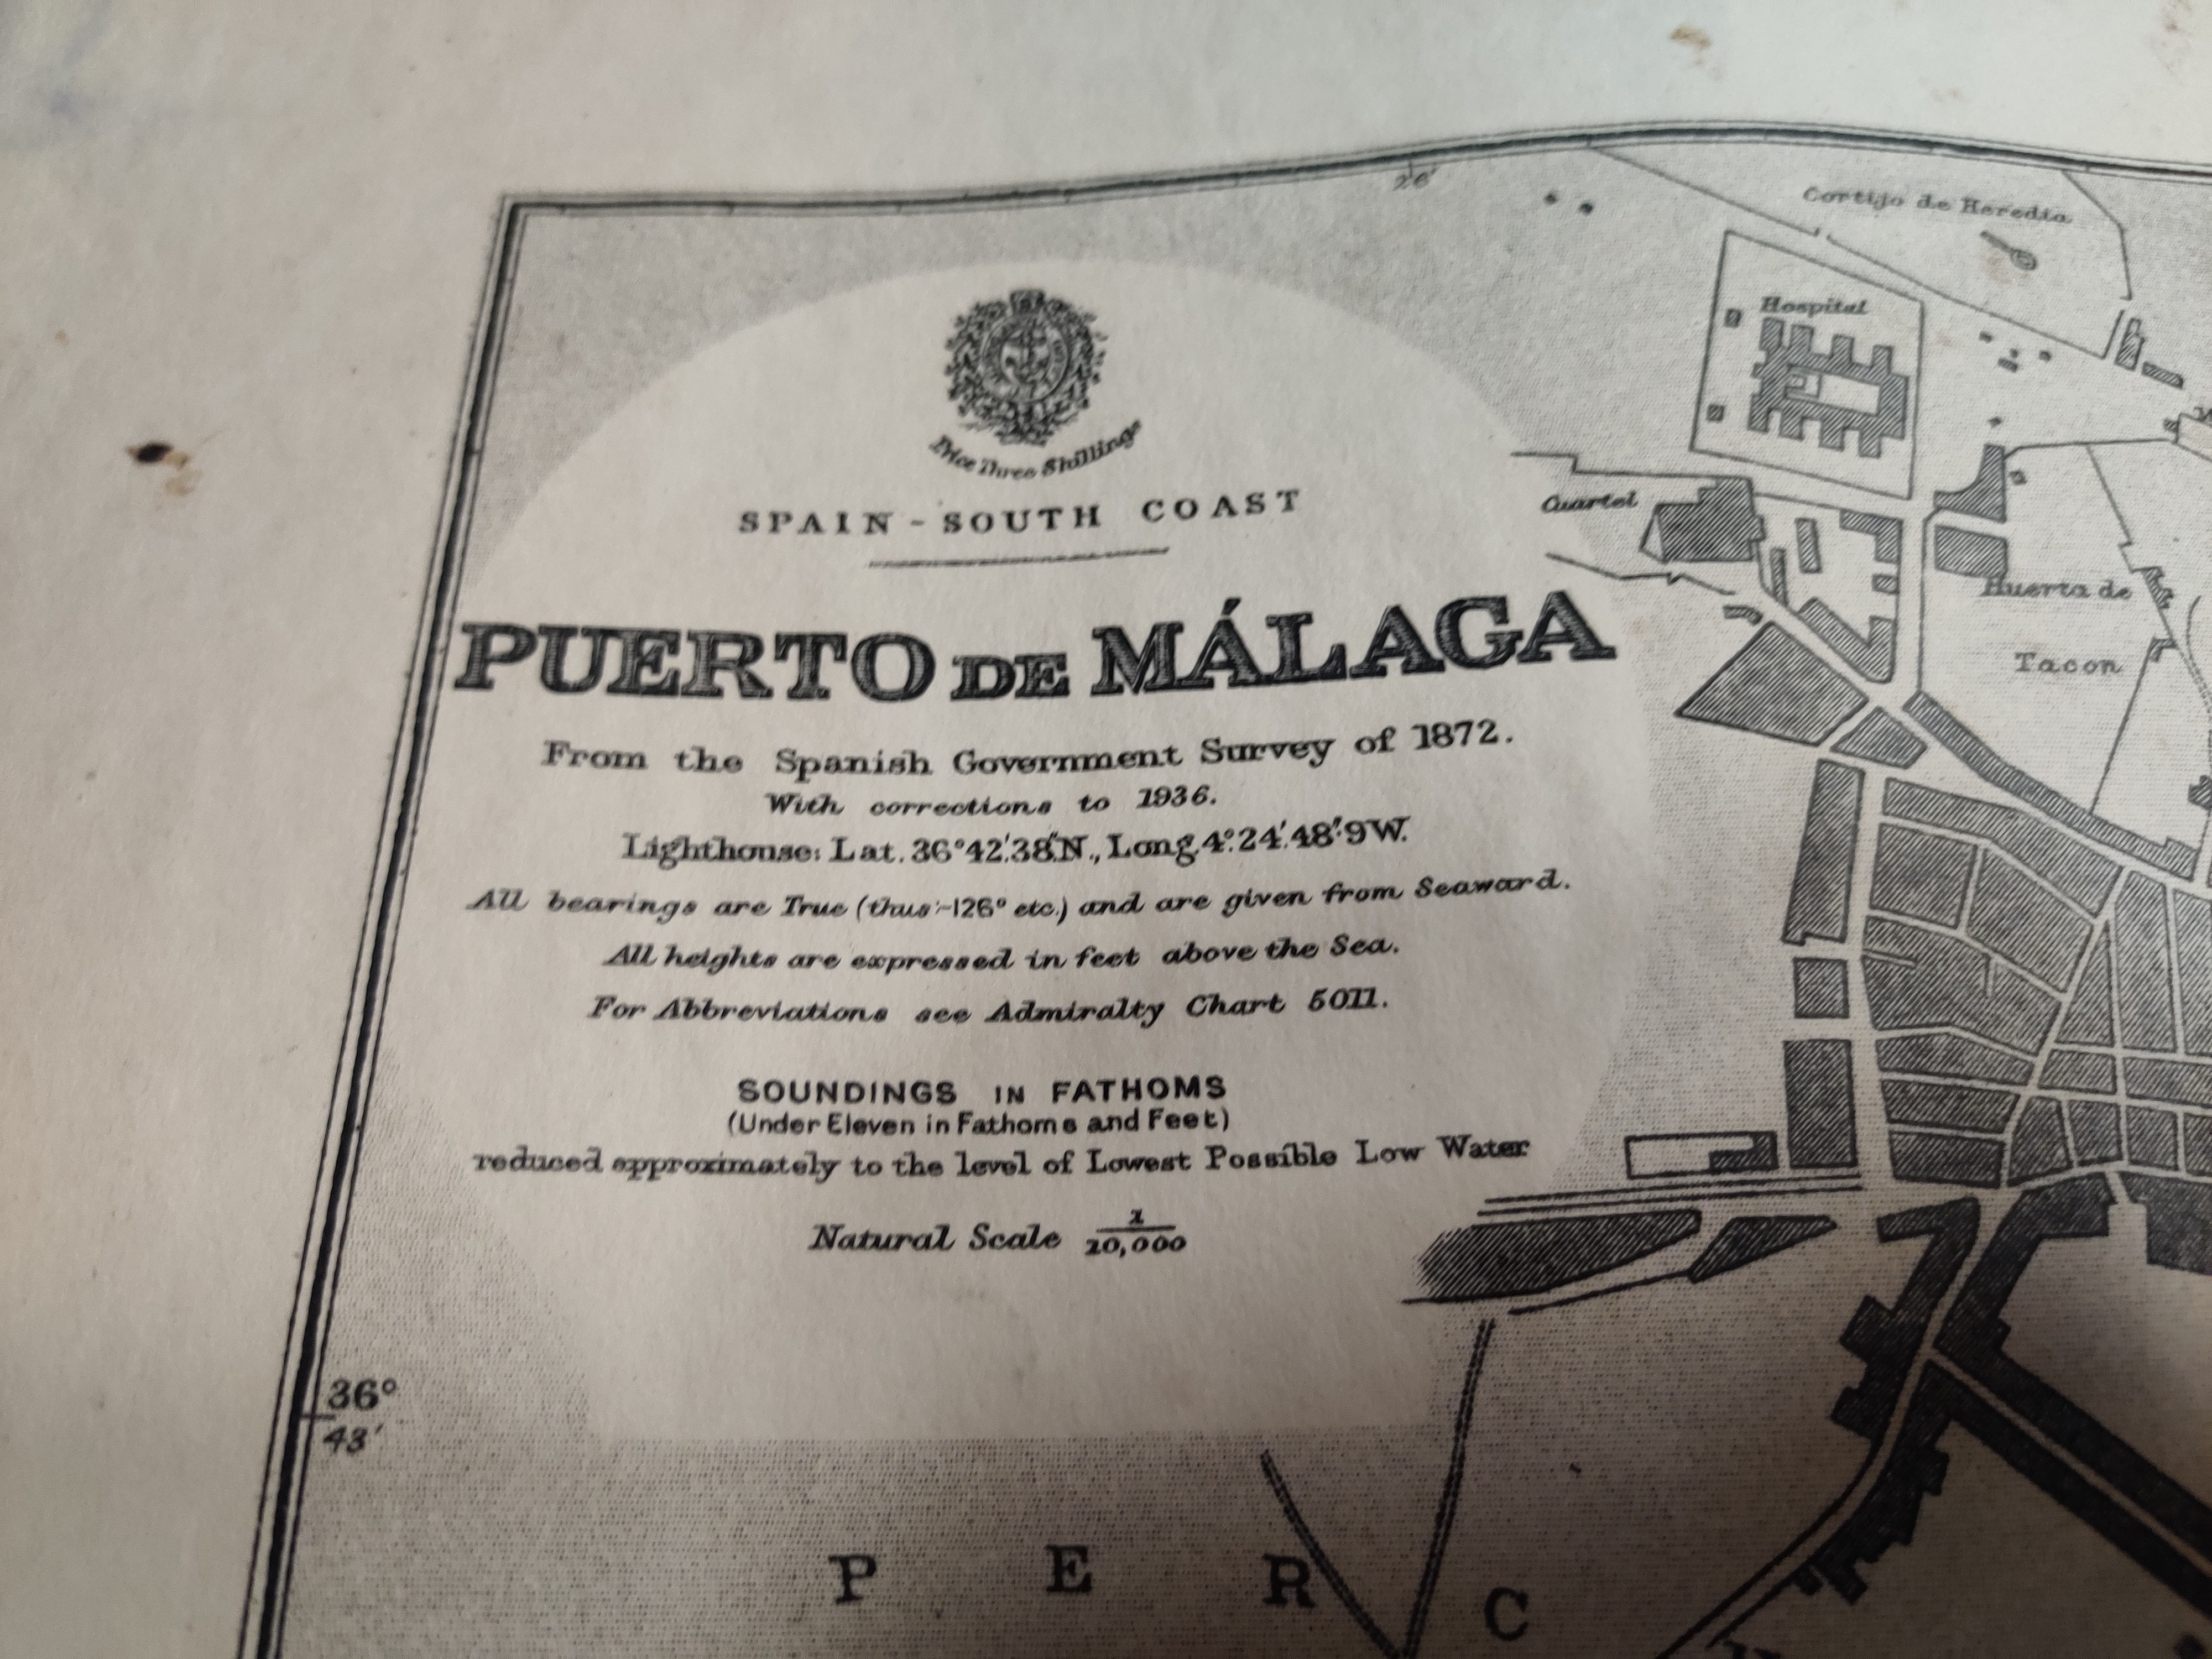 Price Three Shillings
SPAIN - SOUTH COAST
PUERTO DE MÁLAGA
From the Spanish Government Survey of 1872.
With corrections to 1936.
Lighthouse: Lat. 36°42'38"N., Long. 4°24'48"·9W.
All bearings are True (thus:-126° etc.) and are given from Seaward.
All heights are expressed in feet above the Sea.
For Abbreviations see Admiralty Chart 5011.
SOUNDINGS IN FATHOMS
(Under Eleven in Fathoms and Feet)
reduced approximately to the level of Lowest Possible Low Water
Natural Scale 1/10,000
26'
Cortijo de Heredia
Hospital
Cuartel
Huerta de
Tacon
36°
43'
P E R C